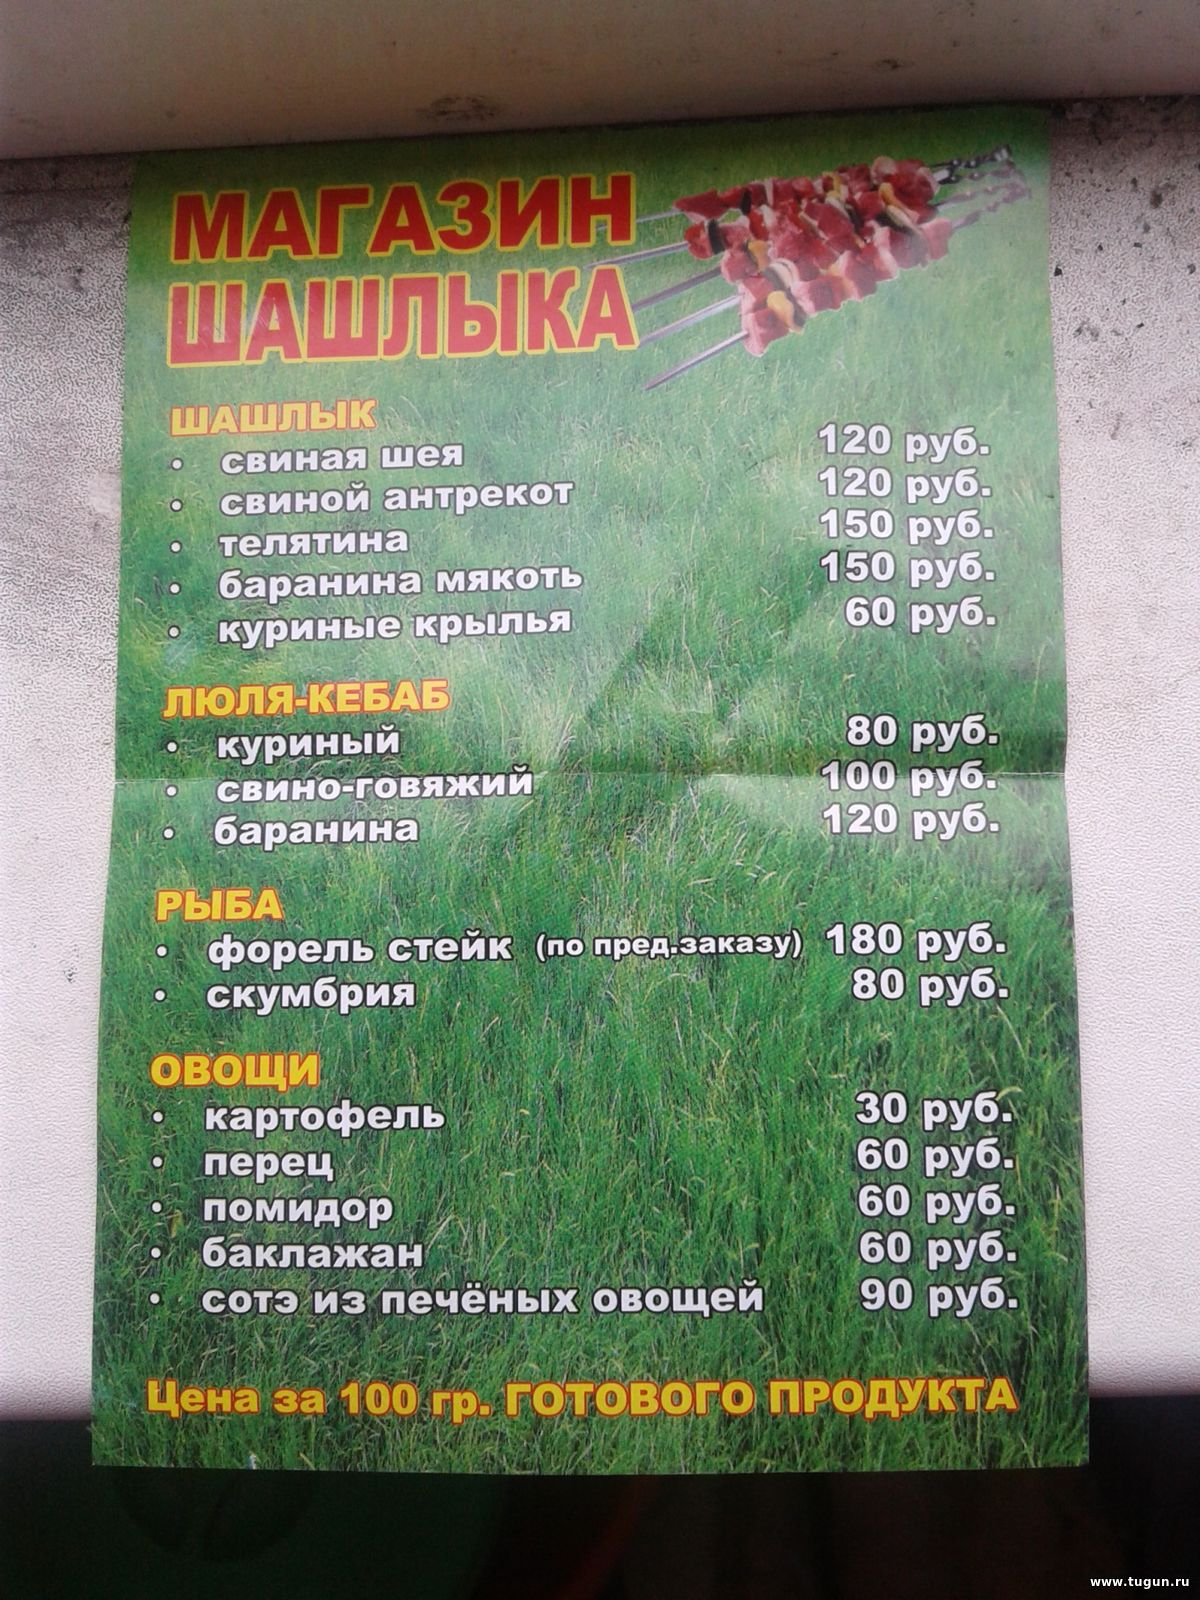 МАГАЗИН
ШАШЛЫКА
ШАШЛЫК
• свиная шея 120 руб.
• свиной антрекот 120 руб.
• телятина 150 руб.
• баранина мякоть 150 руб.
• куриные крылья 60 руб.
ЛЮЛЯ-КЕБАБ
• куриный 80 руб.
• свино-говяжий 100 руб.
• баранина 120 руб.
РЫБА
• форель стейк (по пред.заказу) 180 руб.
• скумбрия 80 руб.
ОВОЩИ
• картофель 30 руб.
• перец 60 руб.
• помидор 60 руб.
• баклажан 60 руб.
• сотэ из печёных овощей 90 руб.
Цена за 100 гр. ГОТОВОГО ПРОДУКТА
www.tugun.ru